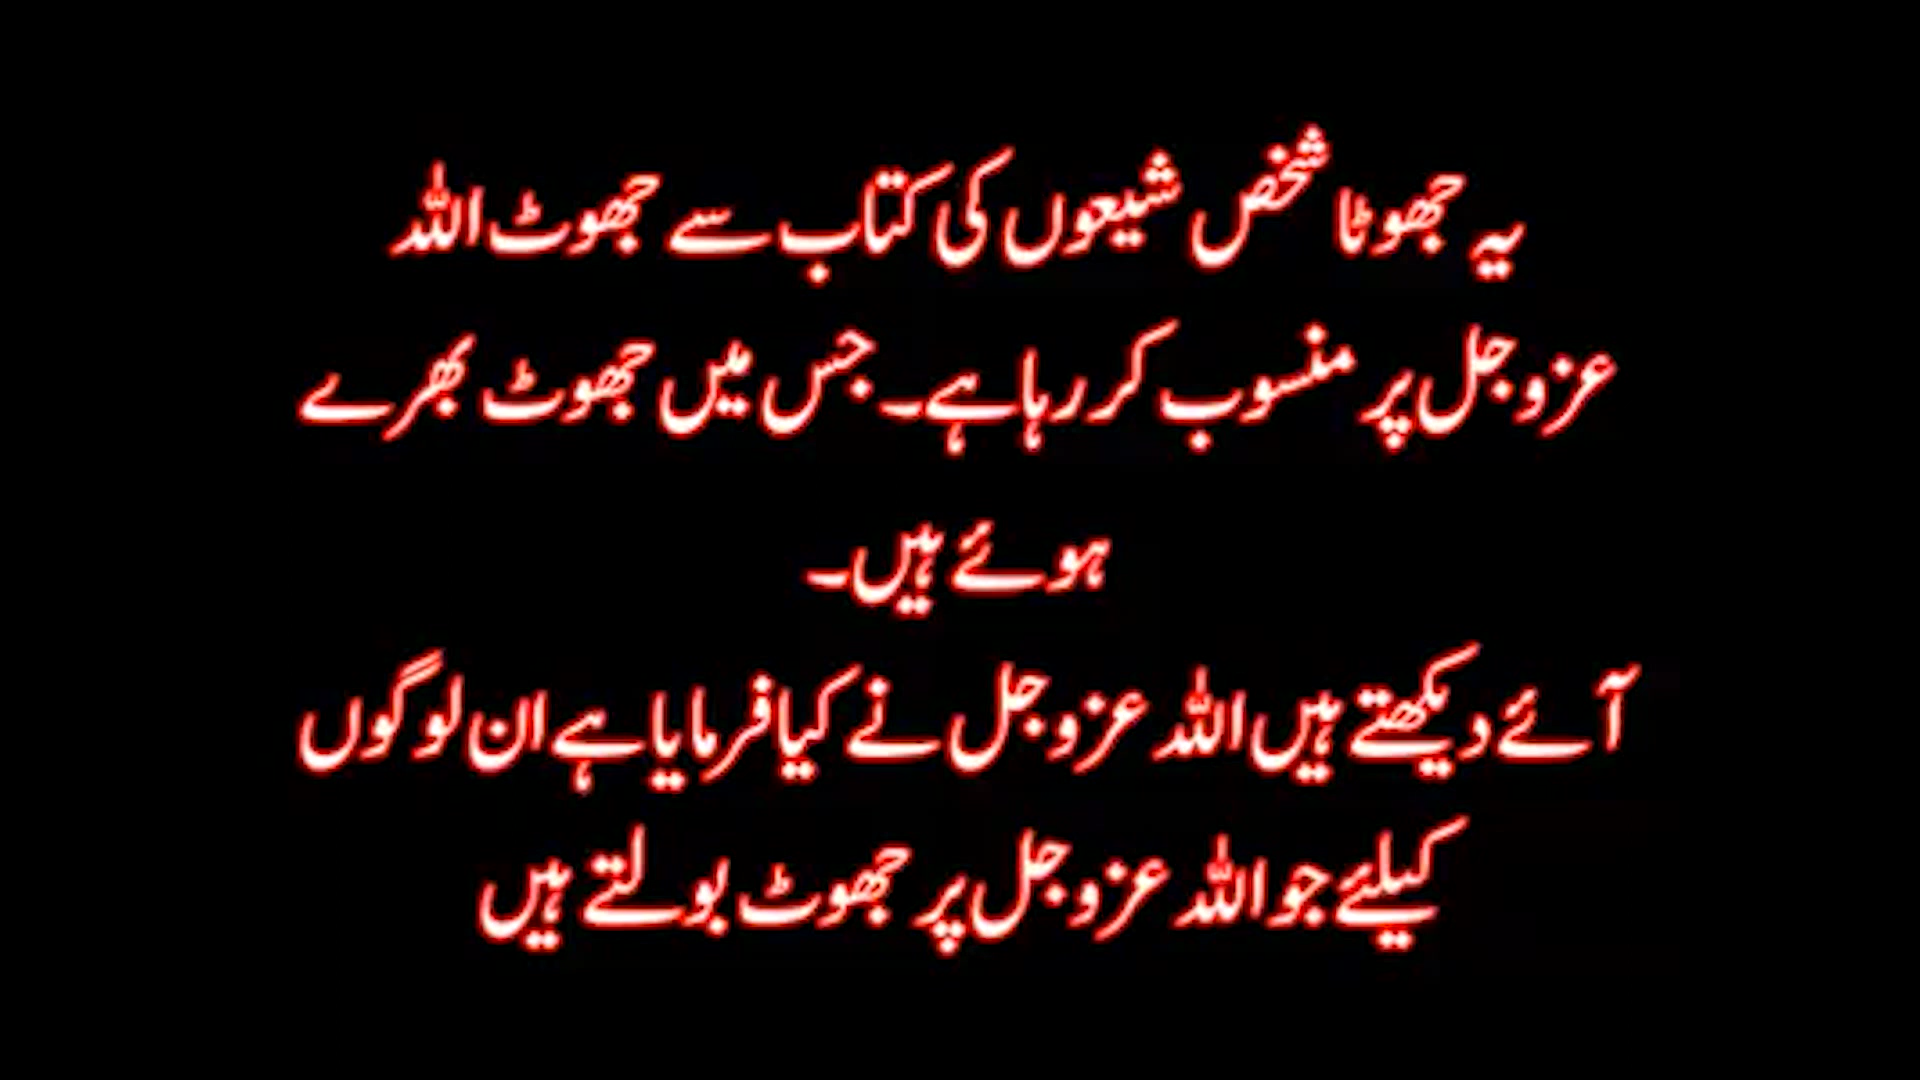 یہ جھوٹا شخص شیعوں کی کتاب سے جھوٹ اللہ
عزوجل پر منسوب کر رہا ہے۔ جس میں جھوٹ بھرے
ہوئے ہیں۔
آئے دیکھتے ہیں اللہ عزوجل نے کیا فرمایا ہے ان لوگوں
کیلئے جو اللہ عزوجل پر جھوٹ بولتے ہیں